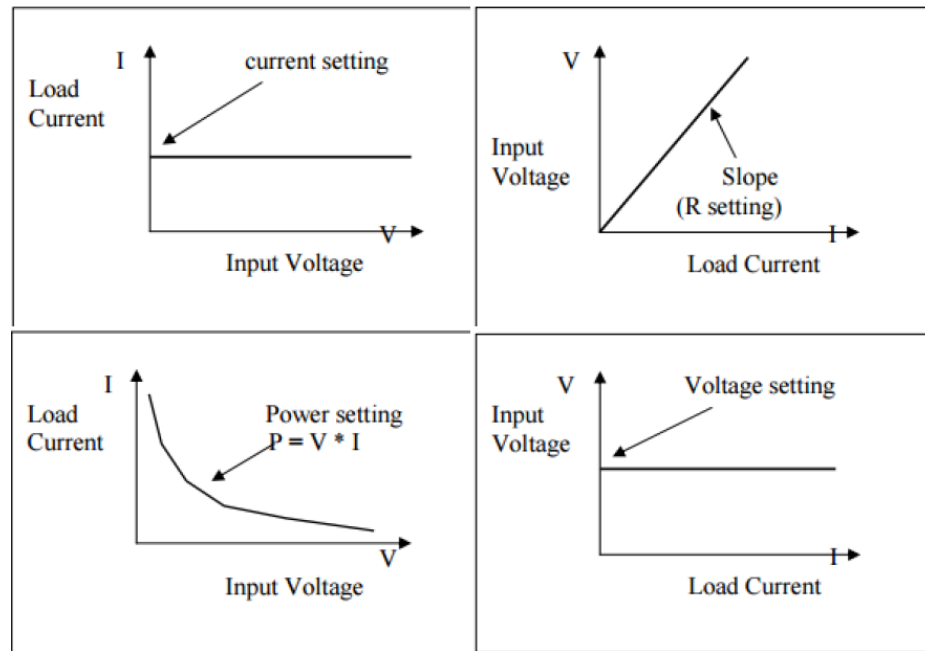 I
current setting
Load
Current
V
Input Voltage
V
Input
Voltage
Slope
(R setting)
I
Load Current
I
Load
Current
Power setting
P = V * I
V
Input Voltage
V
Voltage setting
Input
Voltage
I
Load Current